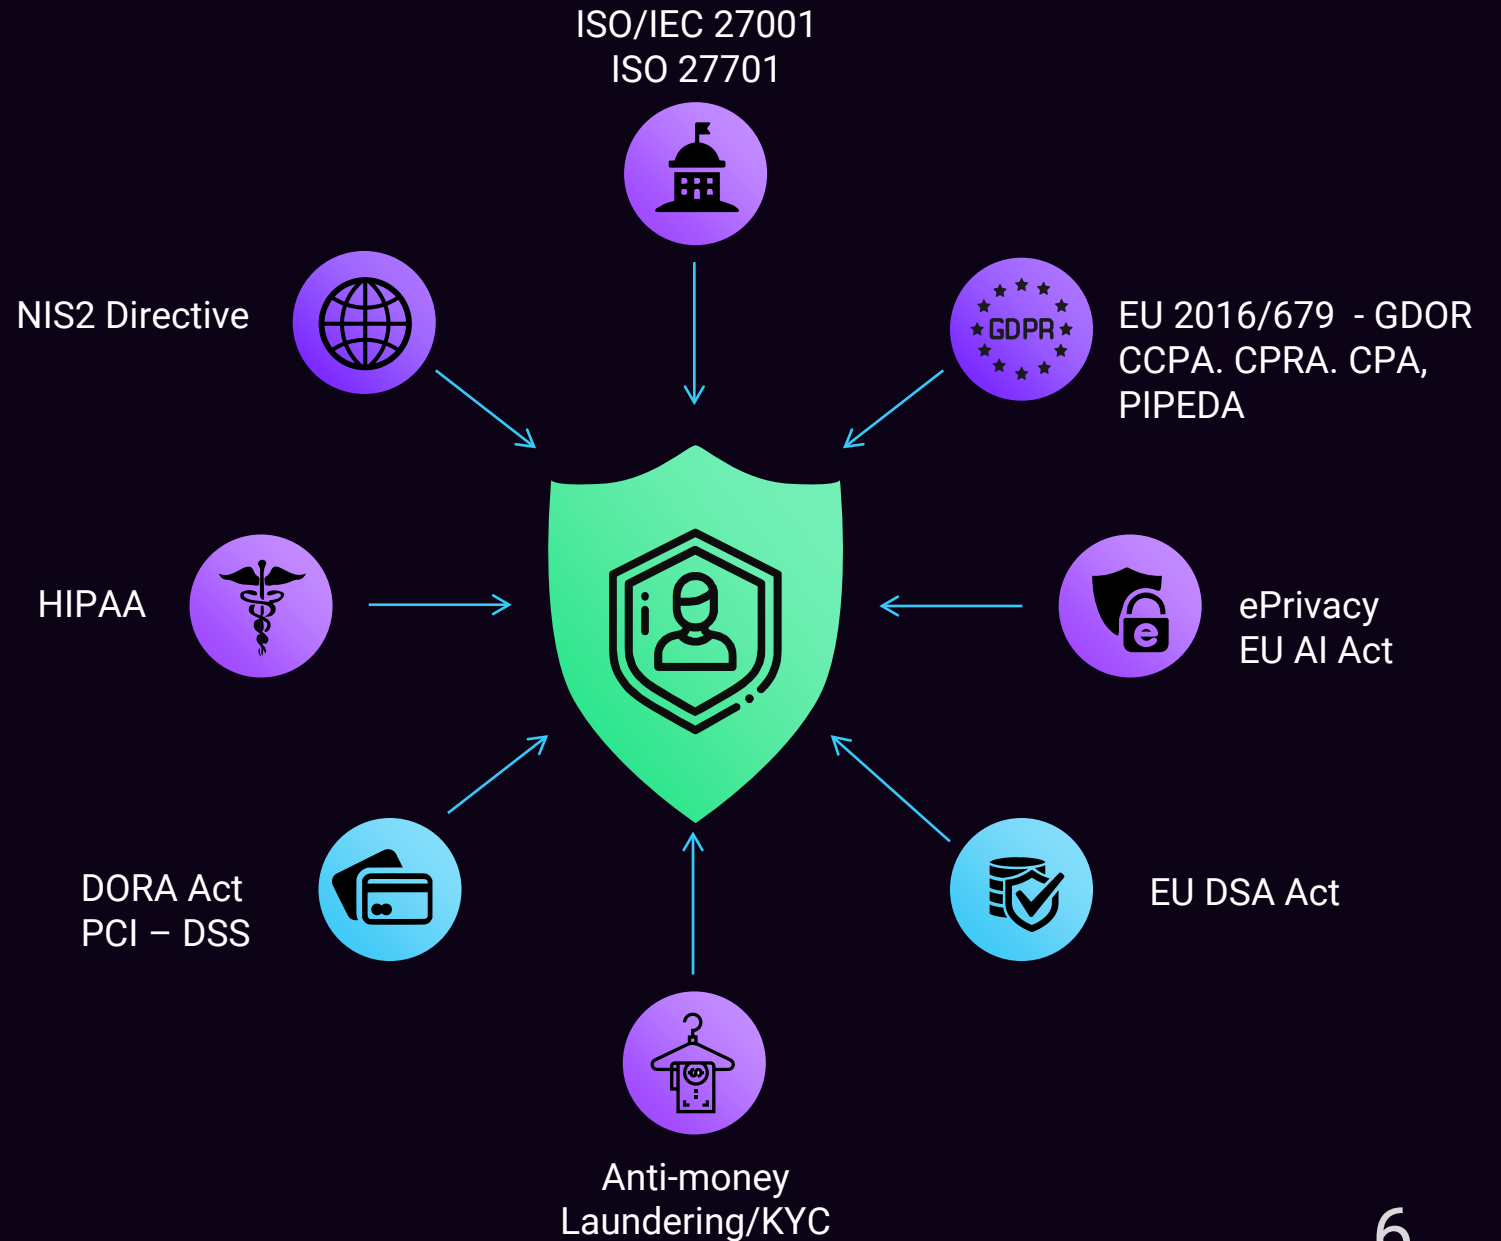 ISO/IEC 27001
ISO 27701
NIS2 Directive
GDPR
EU 2016/679 - GDOR
CCPA. CPRA. CPA,
PIPEDA
HIPAA
e
ePrivacy
EU AI Act
DORA Act
PCI – DSS
EU DSA Act
$
Anti-money
Laundering/KYC
6